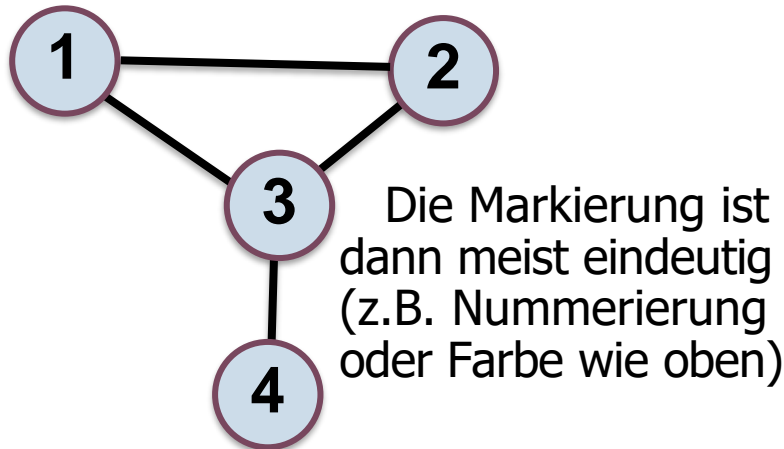 1
2
3
Die Markierung ist
dann meist eindeutig
(z.B. Nummerierung
oder Farbe wie oben)
4